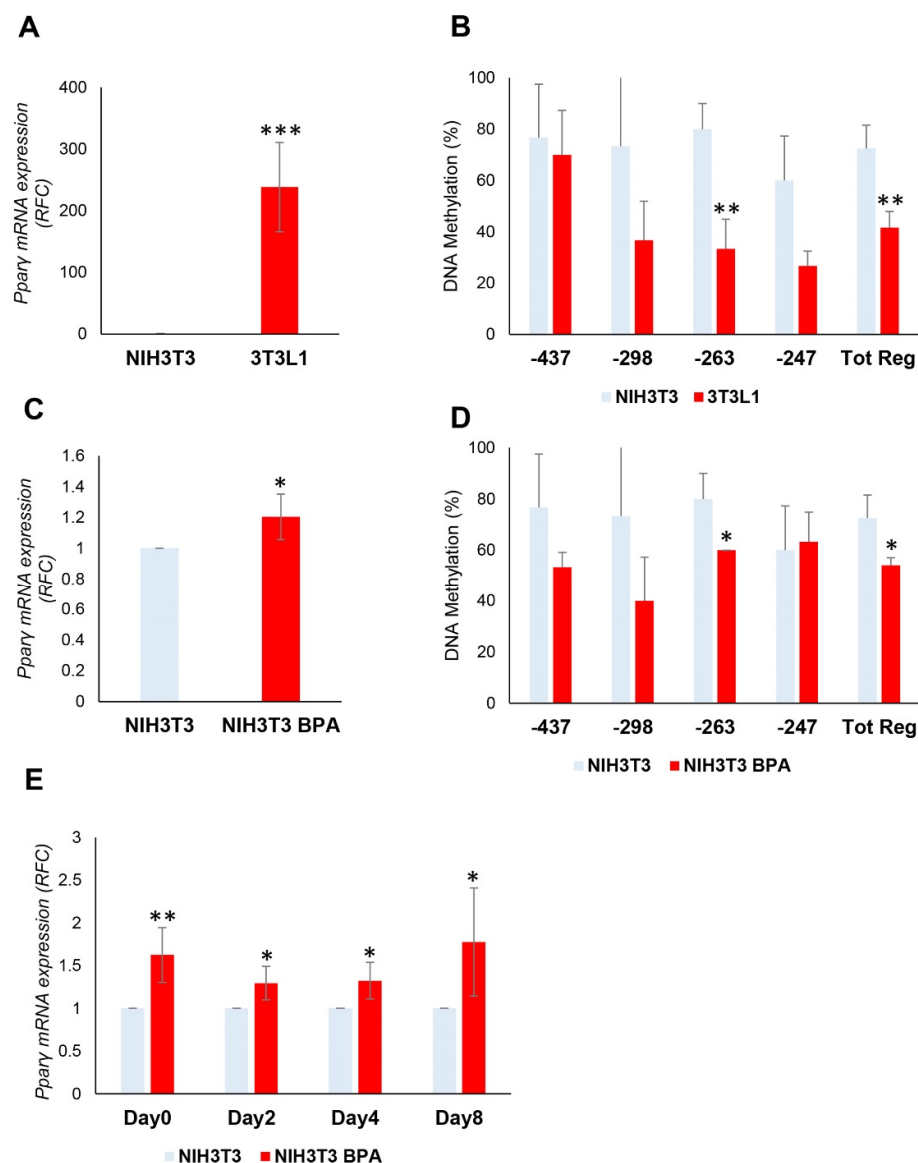 A
Pparγ mRNA expression
(RFC)
400
300
200
100
0
***
NIH3T3 3T3L1
B
DNA Methylation (%)
100
80
60
40
20
0
** **
-437 -298 -263 -247 Tot Reg
NIH3T3 3T3L1
C
Pparγ mRNA expression
(RFC)
1.6
1.4
1.2
1
0.8
0.6
0.4
0.2
0
*
NIH3T3 NIH3T3 BPA
D
DNA Methylation (%)
100
80
60
40
20
0
* *
-437 -298 -263 -247 Tot Reg
NIH3T3 NIH3T3 BPA
E
Pparγ mRNA expression (RFC)
3
2.5
2
1.5
1
0.5
0
** * * *
Day0 Day2 Day4 Day8
NIH3T3 NIH3T3 BPA